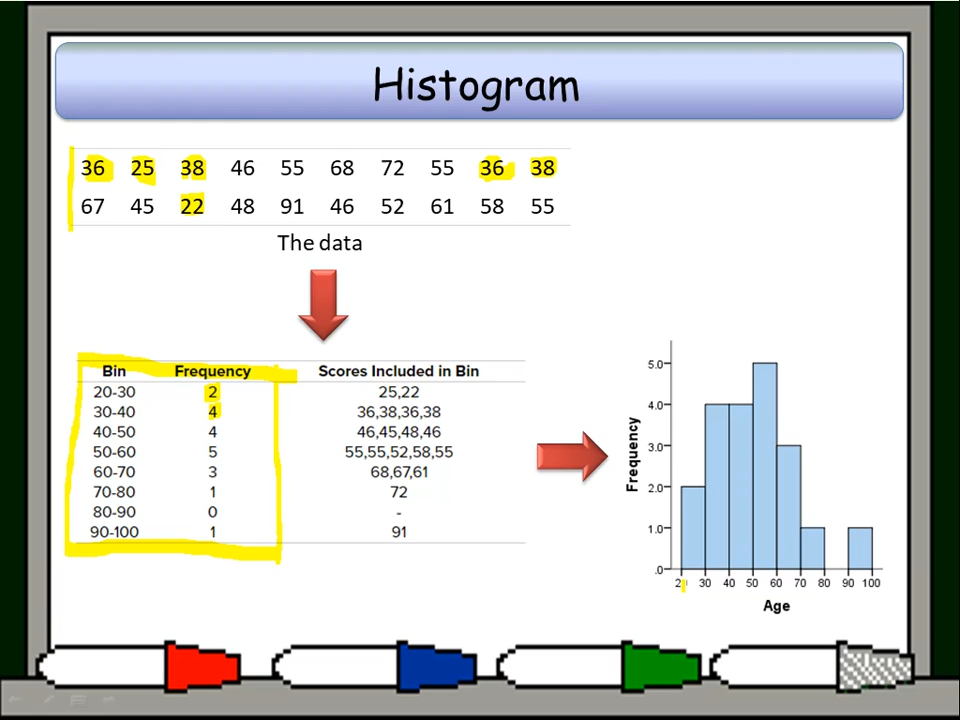 Histogram
36 25 38 46 55 68 72 55 36 38
67 45 22 48 91 46 52 61 58 55
The data
Bin Frequency Scores Included in Bin
20-30 2 25,22
30-40 4 36,38,36,38
40-50 4 46,45,48,46
50-60 5 55,55,52,58,55
60-70 3 68,67,61
70-80 1 72
80-90 0 -
90-100 1 91
Frequency
5.0
4.0
3.0
2.0
1.0
.0
20 30 40 50 60 70 80 90 100
Age